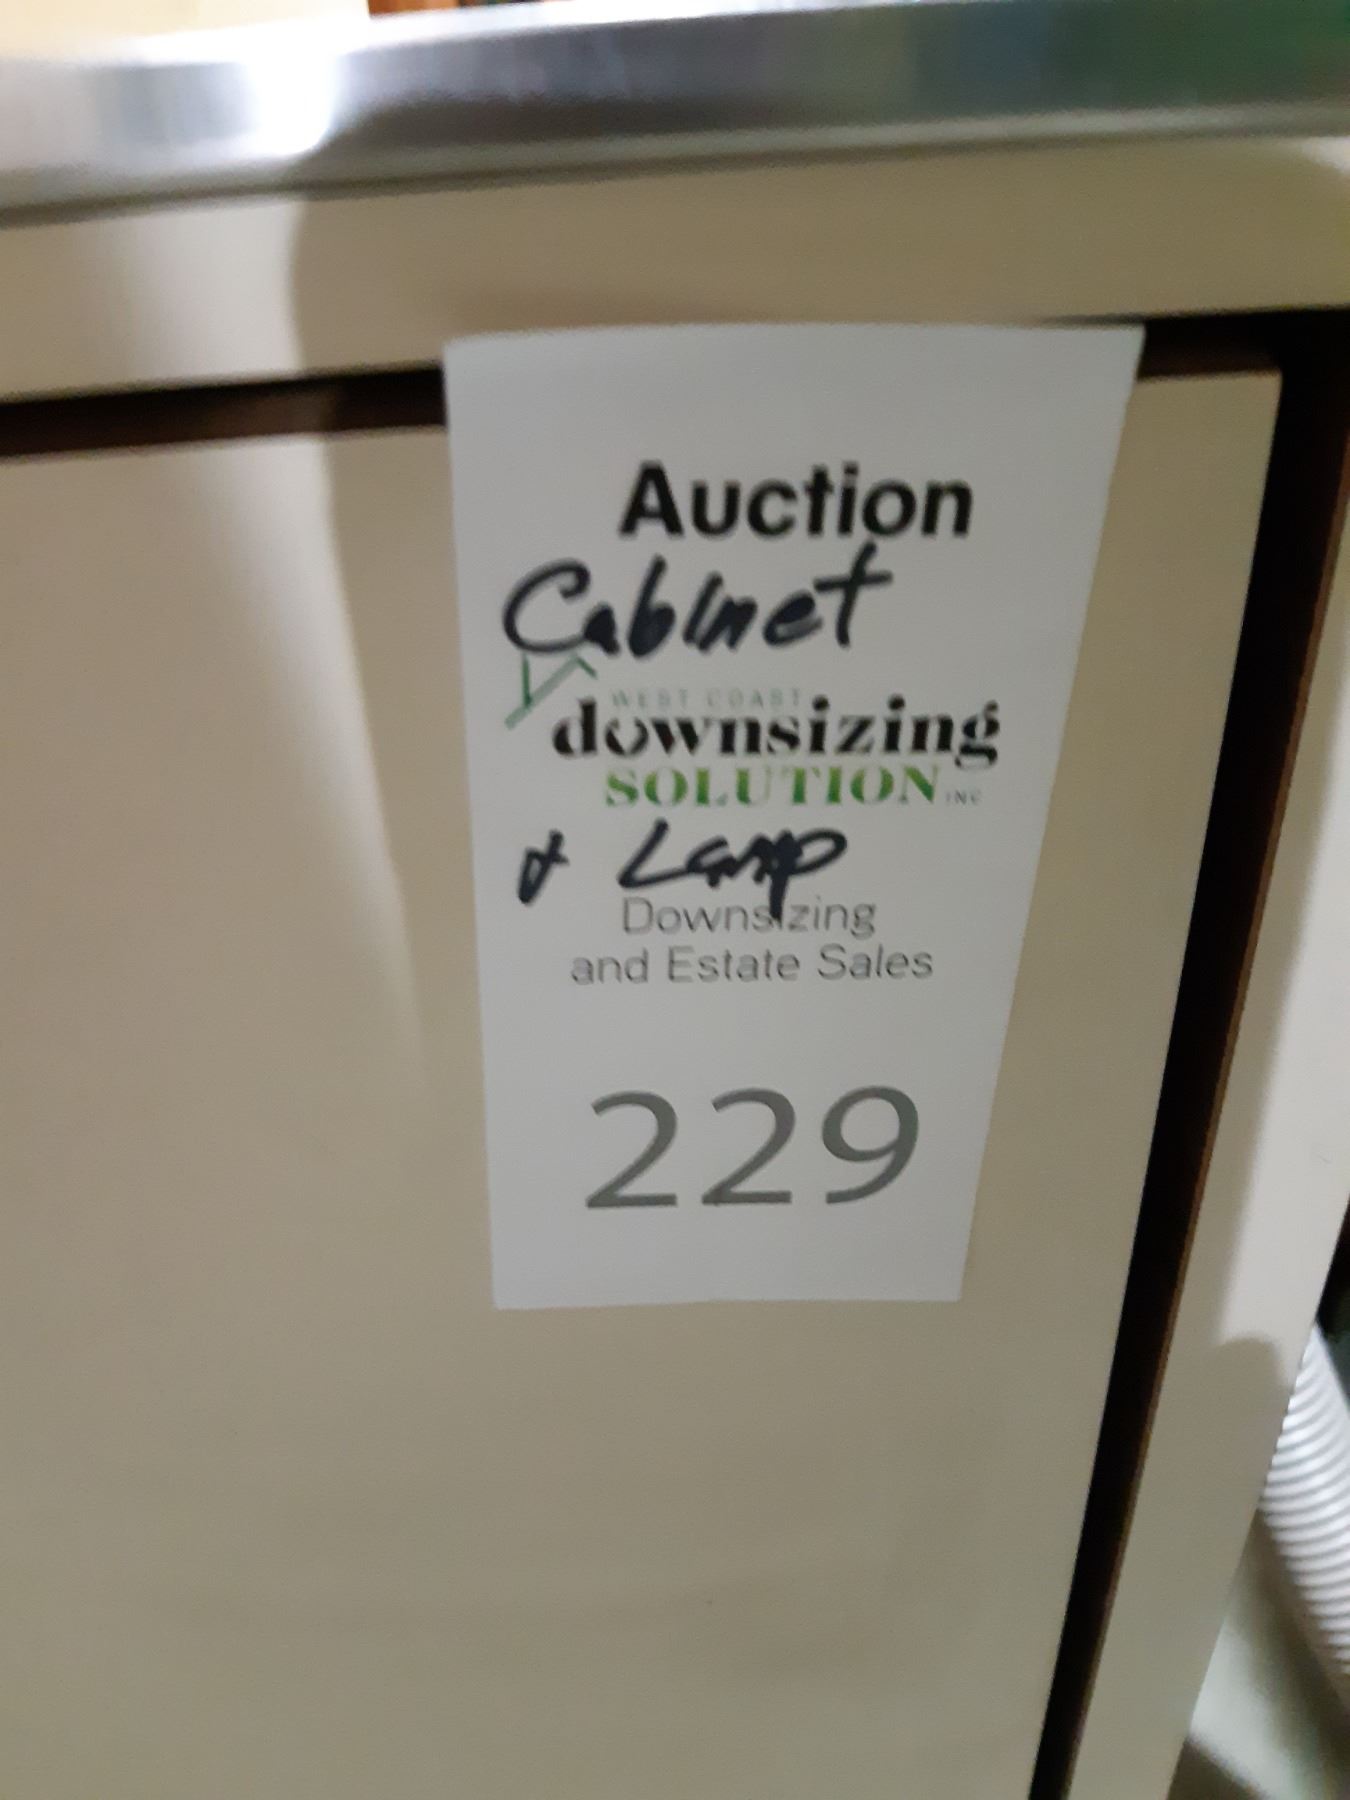 Auction
Cabinet
WEST COAST
downsizing
SOLUTION INC
& Lamp
Downsizing
and Estate Sales
229